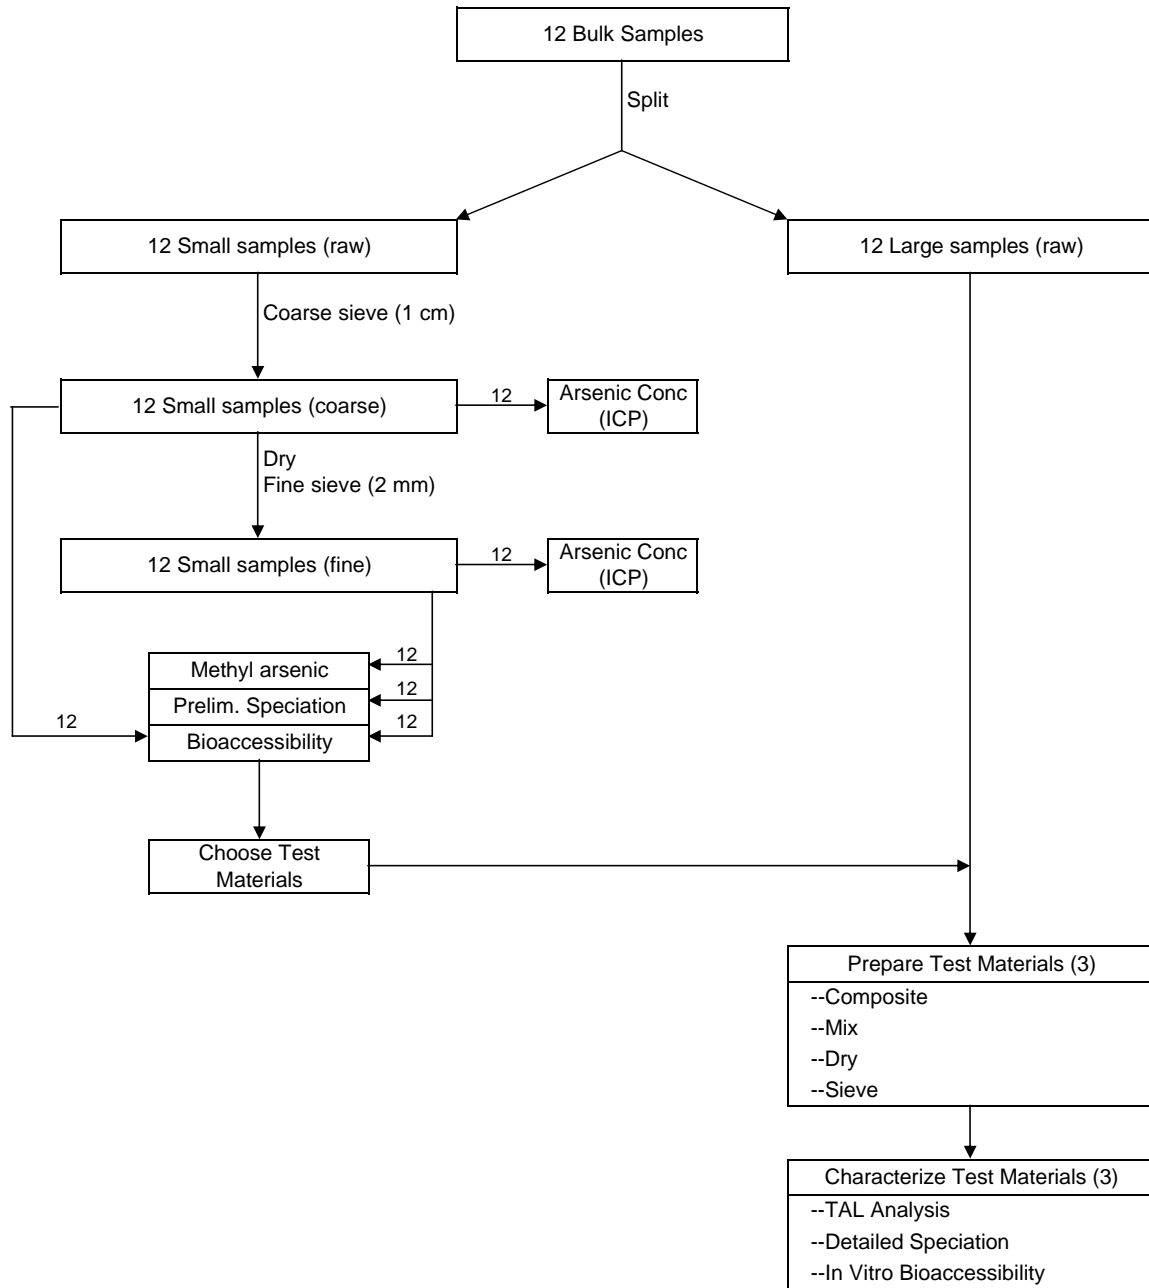 12 Bulk Samples
Split
12 Small samples (raw)
12 Large samples (raw)
Coarse sieve (1 cm)
12 Small samples (coarse)
12
Arsenic Conc
(ICP)
Dry
Fine sieve (2 mm)
12 Small samples (fine)
12
Arsenic Conc
(ICP)
Methyl arsenic
12
Prelim. Speciation
12
12
Bioaccessibility
12
Choose Test
Materials
Prepare Test Materials (3)
--Composite
--Mix
--Dry
--Sieve
Characterize Test Materials (3)
--TAL Analysis
--Detailed Speciation
--In Vitro Bioaccessibility